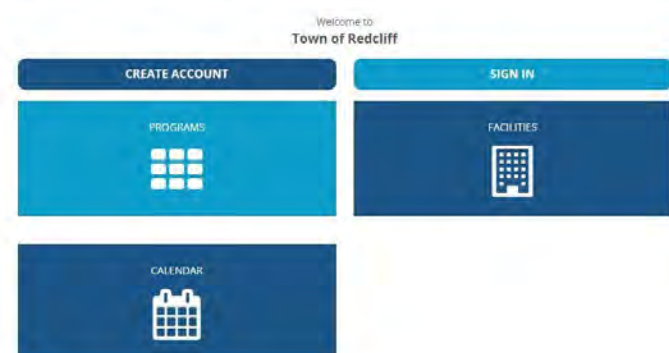 Welcome to
Town of Redcliff
CREATE ACCOUNT
SIGN IN
PROGRAMS
FACILITIES
CALENDAR